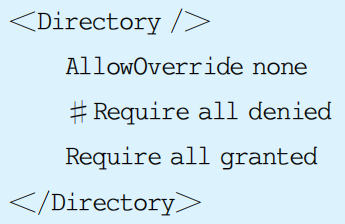 <Directory />
AllowOverride none
#Require all denied
Require all granted
</Directory>